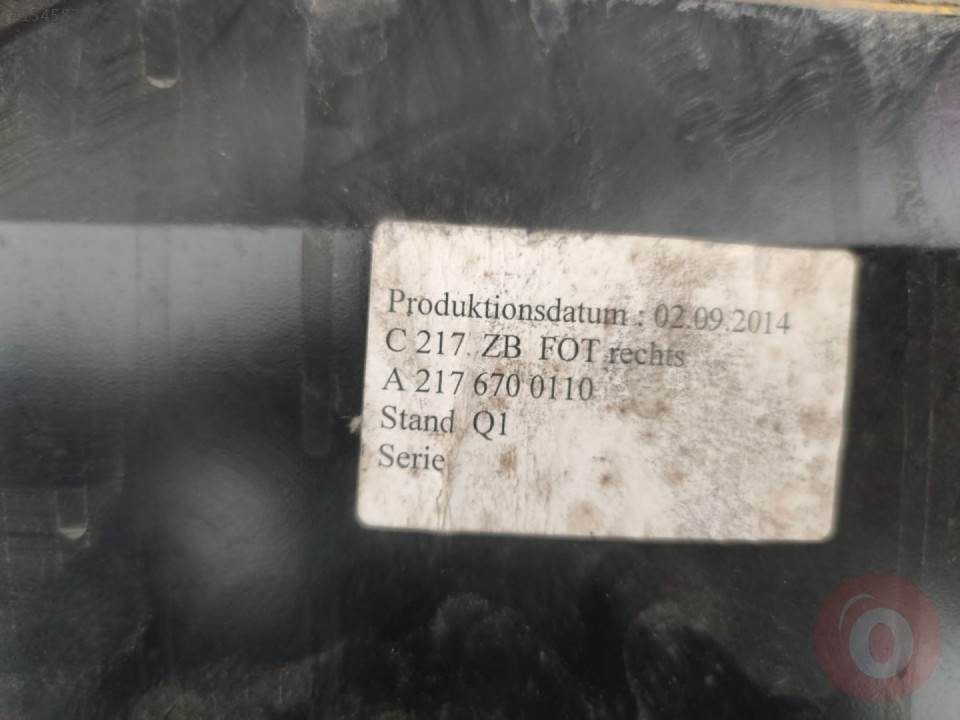 Produktionsdatum : 02.09.2014
C 217 ZB FOT rechts
A 217 670 0110
Stand Q1
Serie